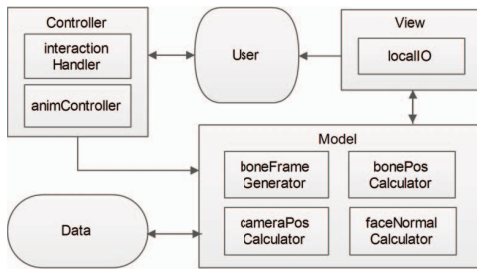 Controller
interaction
Handler
animController
User
View
localIO
Model
boneFrame
Generator
bonePos
Calculator
cameraPos
Calculator
faceNormal
Calculator
Data